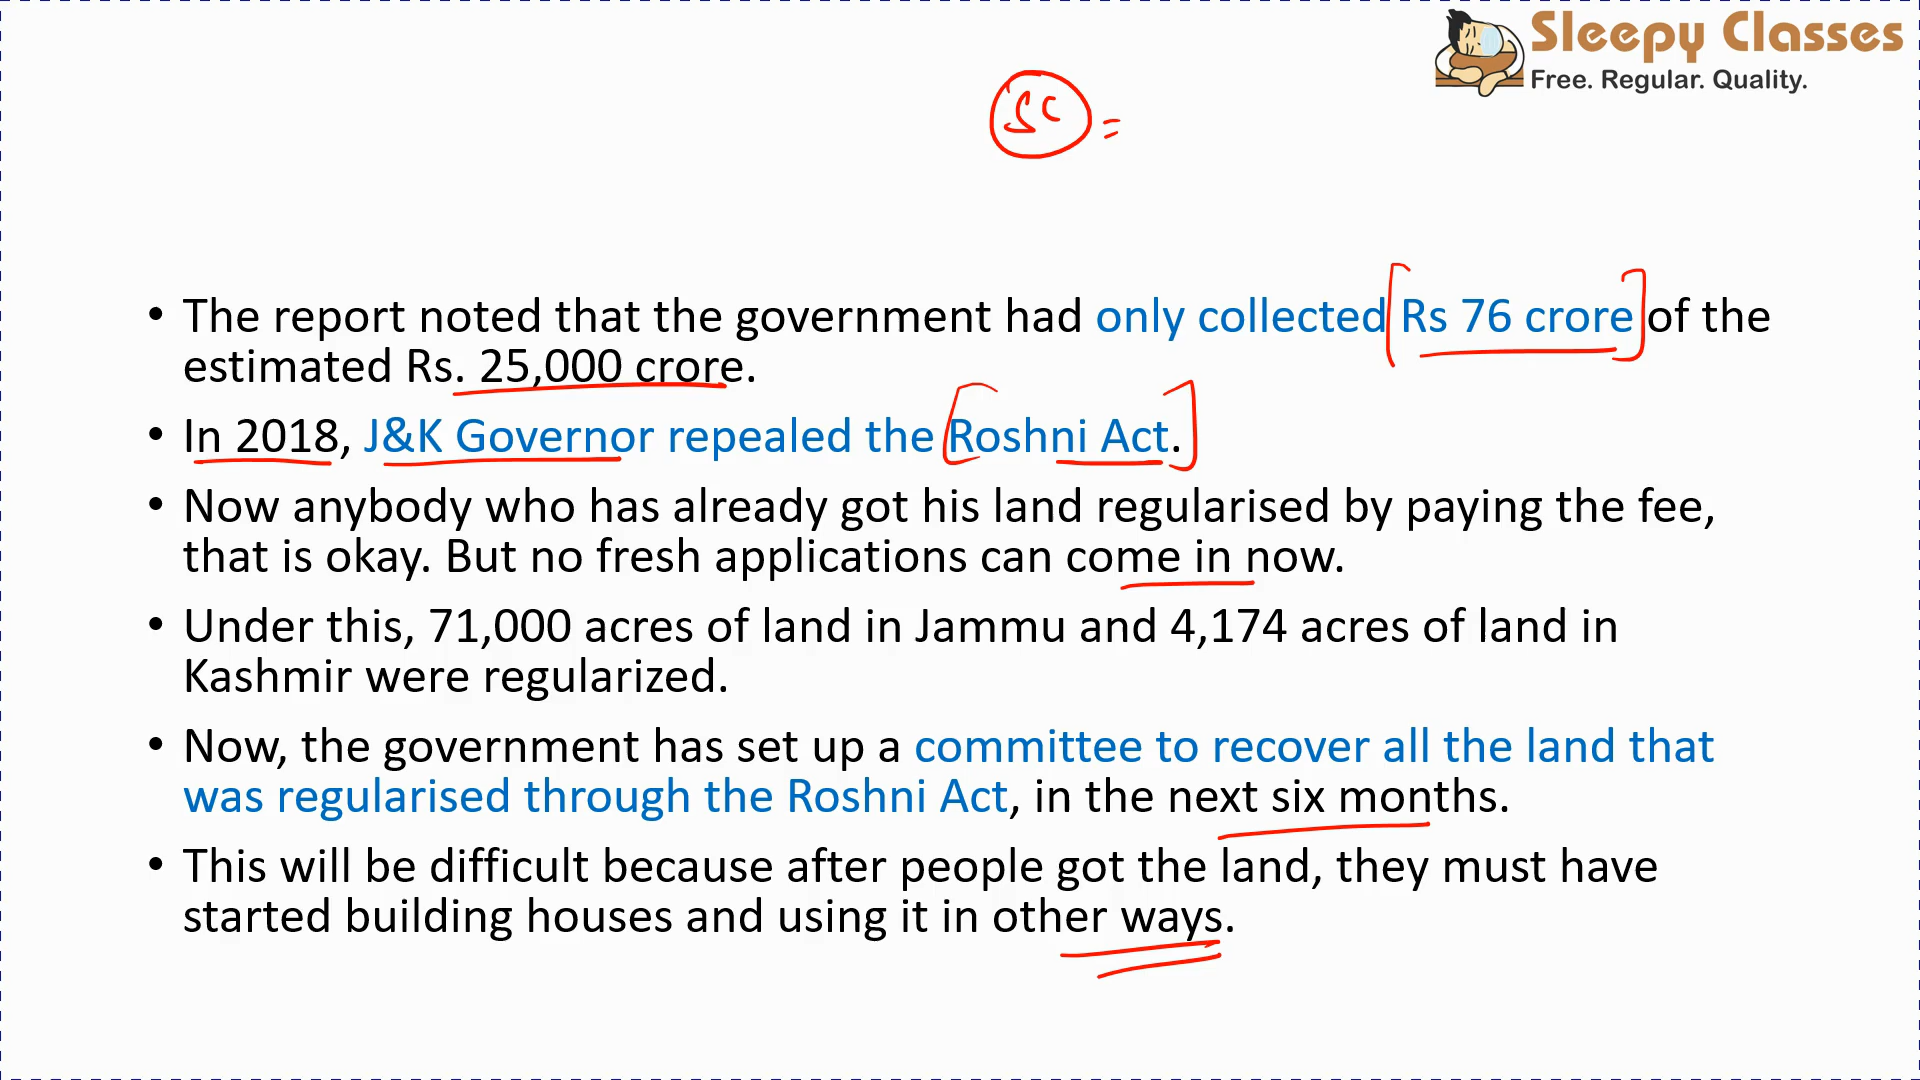 Sleepy Classes
Free. Regular. Quality.
SC =
• The report noted that the government had only collected Rs 76 crore of the
estimated Rs. 25,000 crore.
• In 2018, J&K Governor repealed the Roshni Act.
• Now anybody who has already got his land regularised by paying the fee,
that is okay. But no fresh applications can come in now.
• Under this, 71,000 acres of land in Jammu and 4,174 acres of land in
Kashmir were regularized.
• Now, the government has set up a committee to recover all the land that
was regularised through the Roshni Act, in the next six months.
• This will be difficult because after people got the land, they must have
started building houses and using it in other ways.